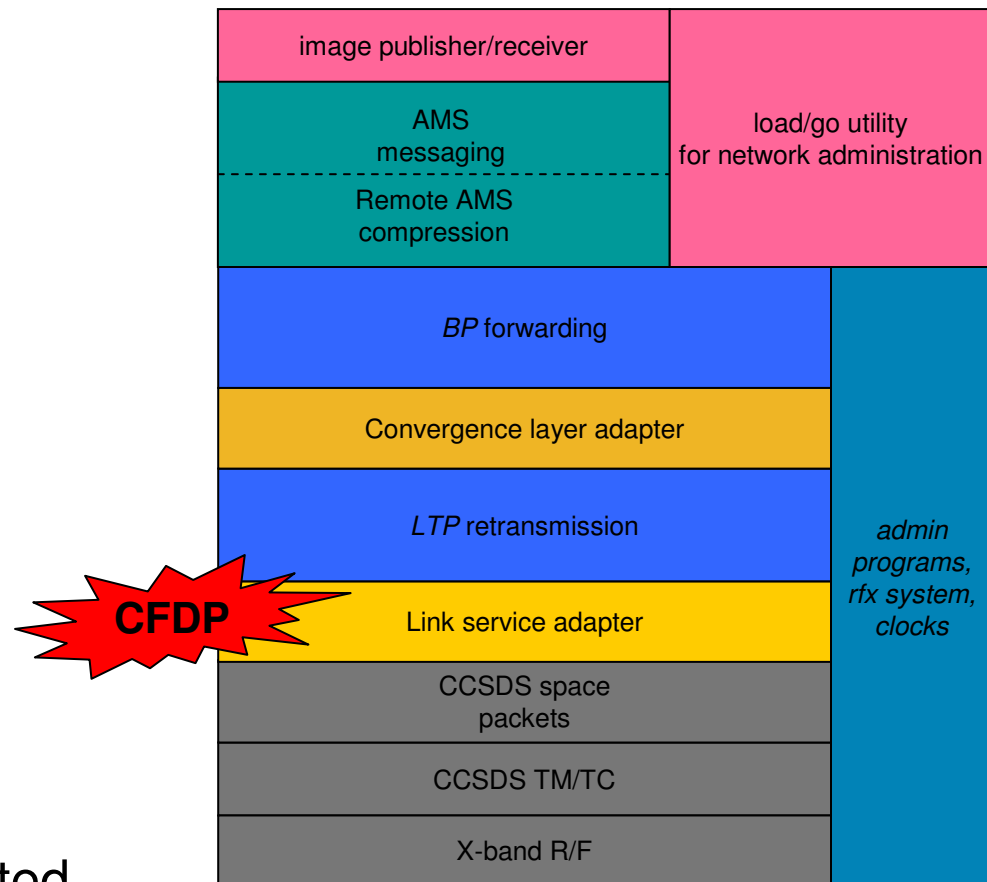 image publisher/receiver
AMS
messaging
Remote AMS
compression
load/go utility
for network administration
BP forwarding
Convergence layer adapter
LTP retransmission
admin
programs,
rfx system,
clocks
CFDP
Link service adapter
CCSDS space
packets
CCSDS TM/TC
X-band R/F